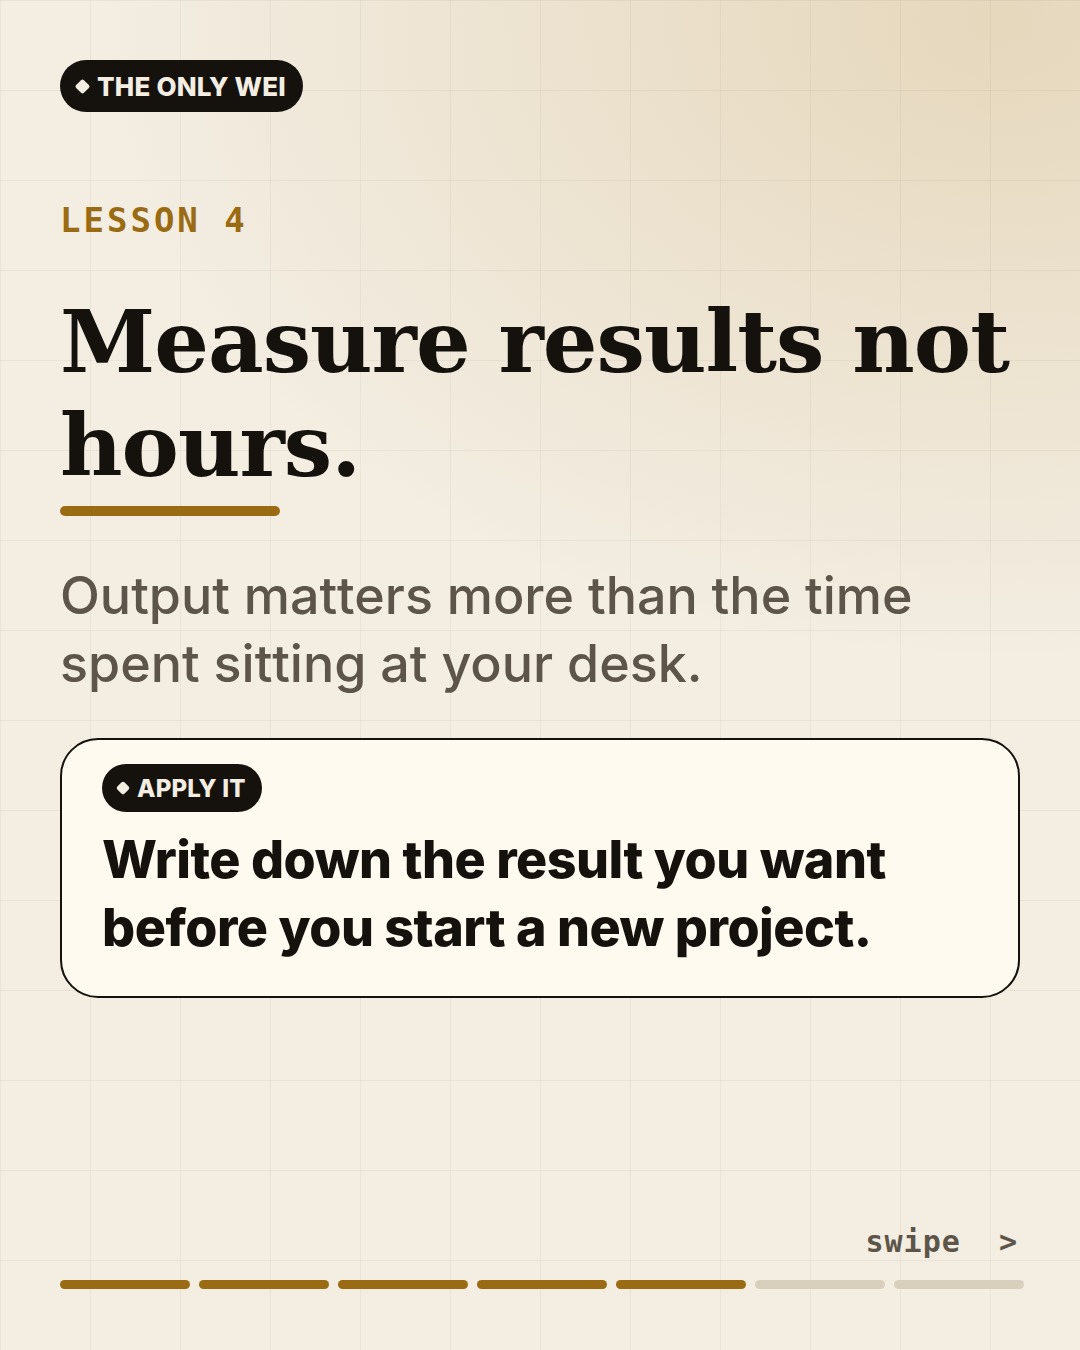 THE ONLY WEI
LESSON 4
Measure results not
hours.
Output matters more than the time
spent sitting at your desk.
APPLY IT
Write down the result you want
before you start a new project.
swipe >